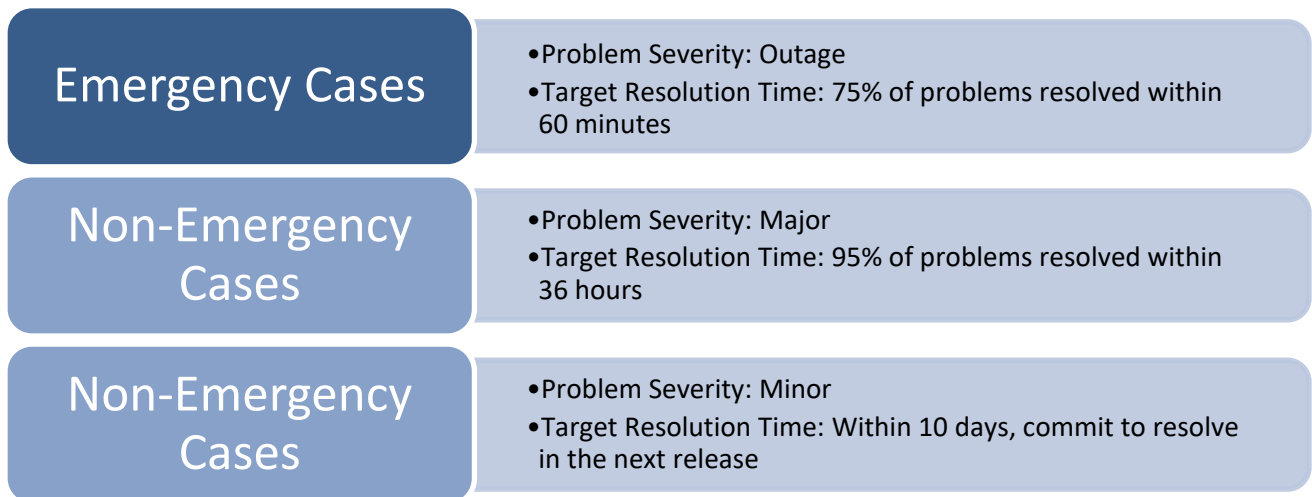 Emergency Cases
•Problem Severity: Outage
•Target Resolution Time: 75% of problems resolved within
60 minutes
Non-Emergency
Cases
•Problem Severity: Major
•Target Resolution Time: 95% of problems resolved within
36 hours
Non-Emergency
Cases
•Problem Severity: Minor
•Target Resolution Time: Within 10 days, commit to resolve
in the next release